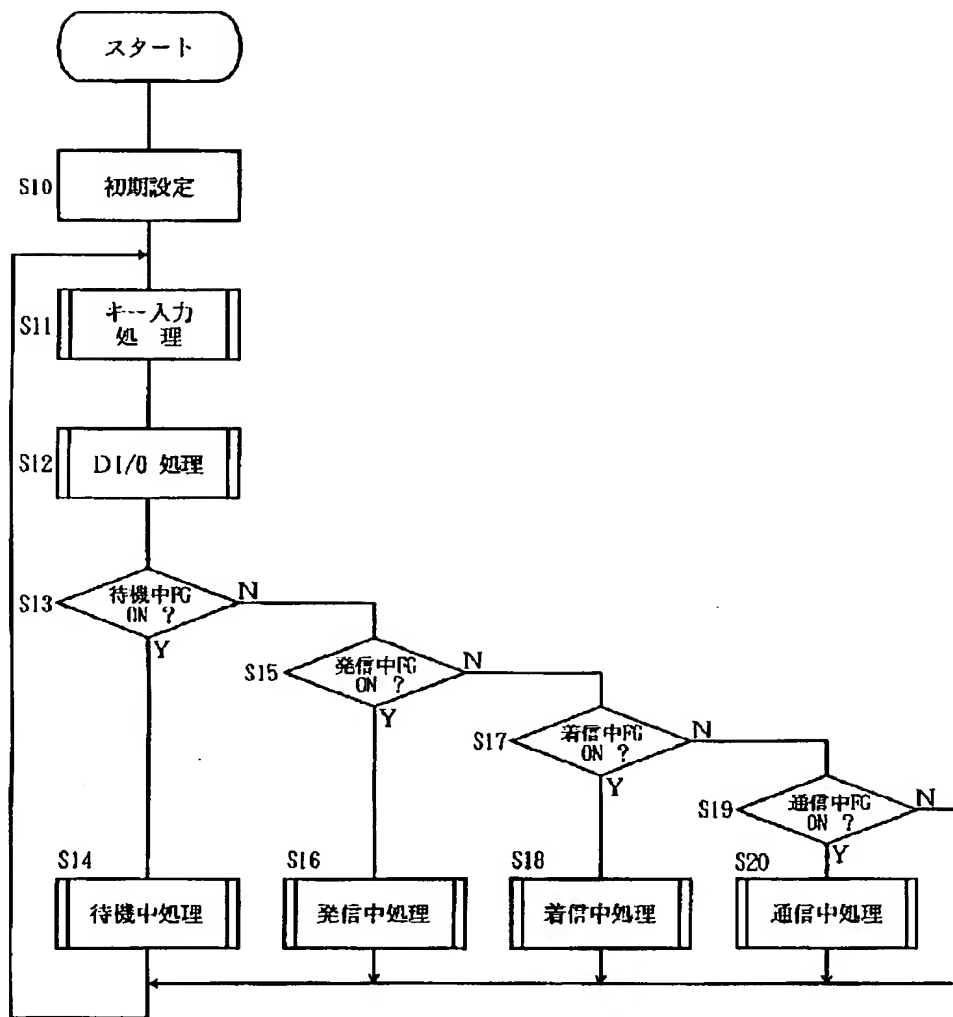 スタート
S10
初期設定
S11
キー入力
処　理
S12
DI/O 処理
S13
待機中FG
ON ?
N
Y
S15
発信中FG
ON ?
N
Y
S17
着信中FG
ON ?
N
Y
S19
通信中FG
ON ?
N
Y
S14
待機中処理
S16
発信中処理
S18
着信中処理
S20
通信中処理